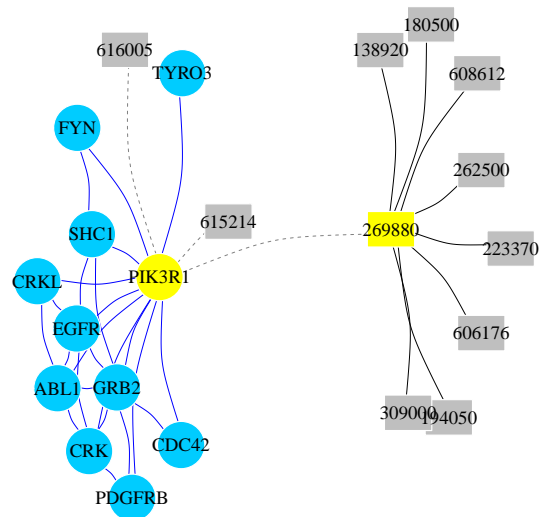 180500
616005
138920
TYRO3
608612
FYN
262500
615214
SHC1
269880
223370
PIK3R1
CRKL
EGFR
606176
ABL1
GRB2
309000
194050
CRK
CDC42
PDGFRB